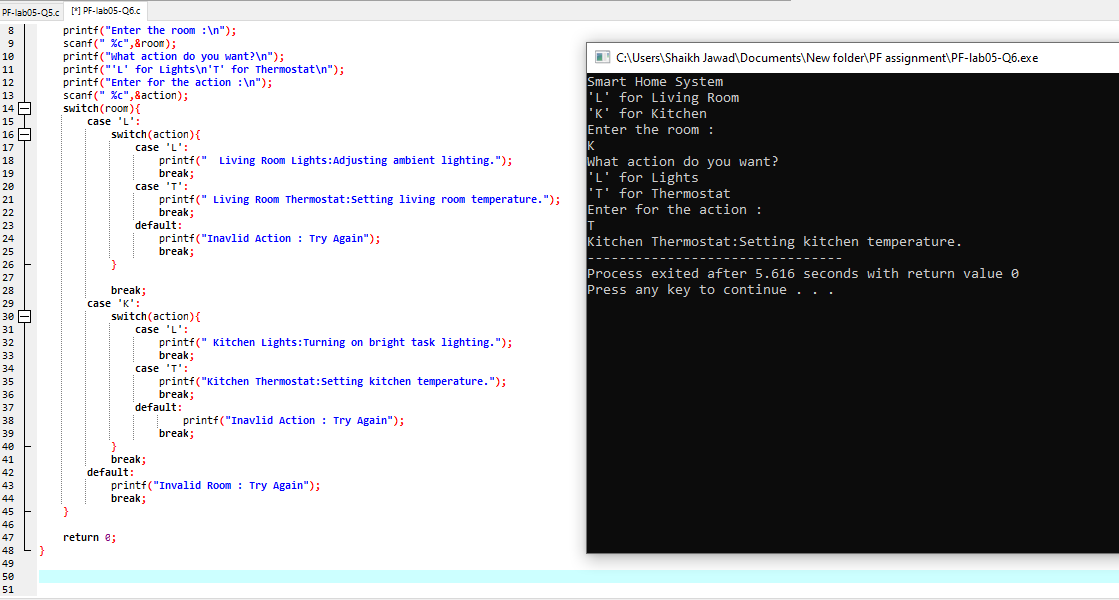 PF-lab05-Q5.c [*] PF-lab05-Q6.c
8 printf("Enter the room :\n");
9 scanf(" %c",&room);
10 printf("What action do you want?\n");
11 printf("'L' for Lights\n'T' for Thermostat\n");
12 printf("Enter for the action :\n");
13 scanf(" %c",&action);
14 switch(room){
15 case 'L':
16 switch(action){
17 case 'L':
18 printf("  Living Room Lights:Adjusting ambient lighting.");
19 break;
20 case 'T':
21 printf(" Living Room Thermostat:Setting living room temperature.");
22 break;
23 default:
24 printf("Inavlid Action : Try Again");
25 break;
26 }
27
28 break;
29 case 'K':
30 switch(action){
31 case 'L':
32 printf(" Kitchen Lights:Turning on bright task lighting.");
33 break;
34 case 'T':
35 printf("Kitchen Thermostat:Setting kitchen temperature.");
36 break;
37 default:
38 printf("Inavlid Action : Try Again");
39 break;
40 }
41 break;
42 default:
43 printf("Invalid Room : Try Again");
44 break;
45 }
46
47 return 0;
48 }
49
50
51
C:\Users\Shaikh Jawad\Documents\New folder\PF assignment\PF-lab05-Q6.exe
Smart Home System
'L' for Living Room
'K' for Kitchen
Enter the room :
K
What action do you want?
'L' for Lights
'T' for Thermostat
Enter for the action :
T
Kitchen Thermostat:Setting kitchen temperature.
--------------------------------
Process exited after 5.616 seconds with return value 0
Press any key to continue . . .